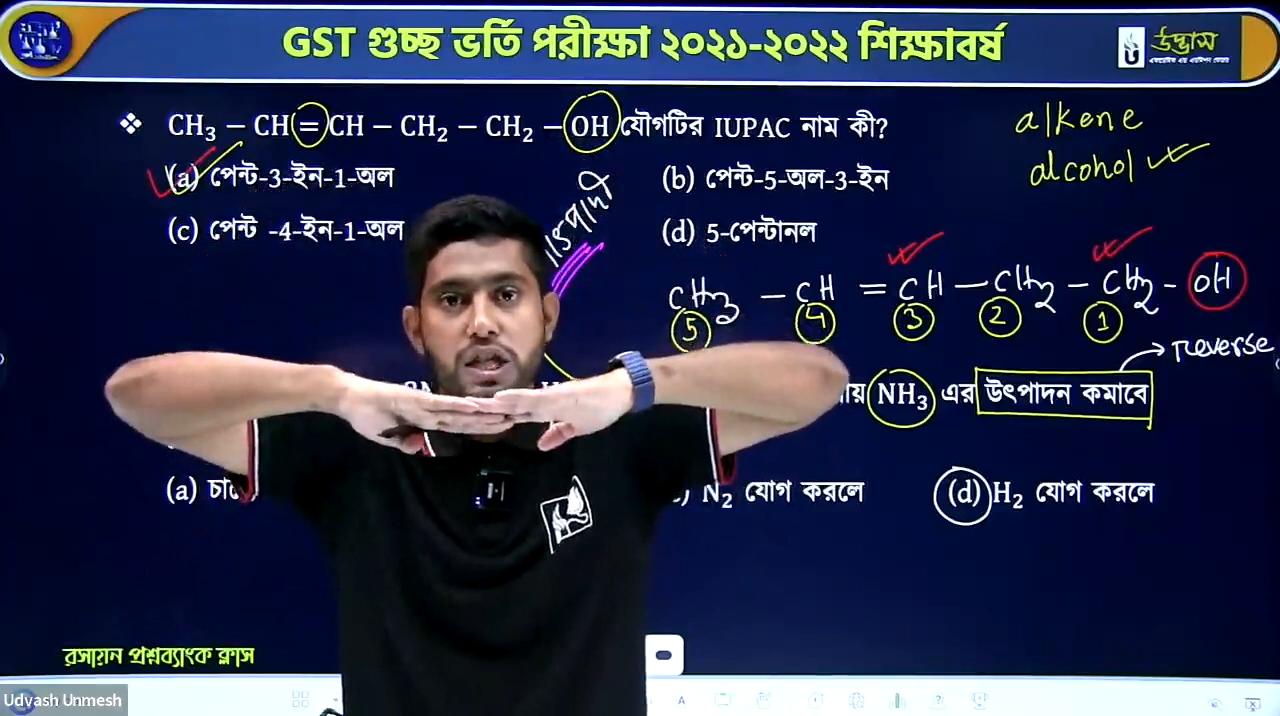 GST গুচ্ছ ভর্তি পরীক্ষা ২০২১-২০২২ শিক্ষাবর্ষ
উদ্ভাস
❖ CH₃ – CH = CH – CH₂ – CH₂ – OH যৌগটির IUPAC নাম কী?
alkene
alcohol ✓
(a) পেন্ট-3-ইন-1-অল
(b) পেন্ট-5-অল-3-ইন
(c) পেন্ট -4-ইন-1-অল
(d) 5-পেন্টানল
CH₃ – CH = CH – CH₂ – CH₂ – OH
5 4 3 2 1
reverse
NH₃ এর উৎপাদন কমাবে
(a)
N₂ যোগ করলে
(d) H₂ যোগ করলে
রসায়ন প্রশ্নব্যাংক ক্লাস
Udvash Unmesh